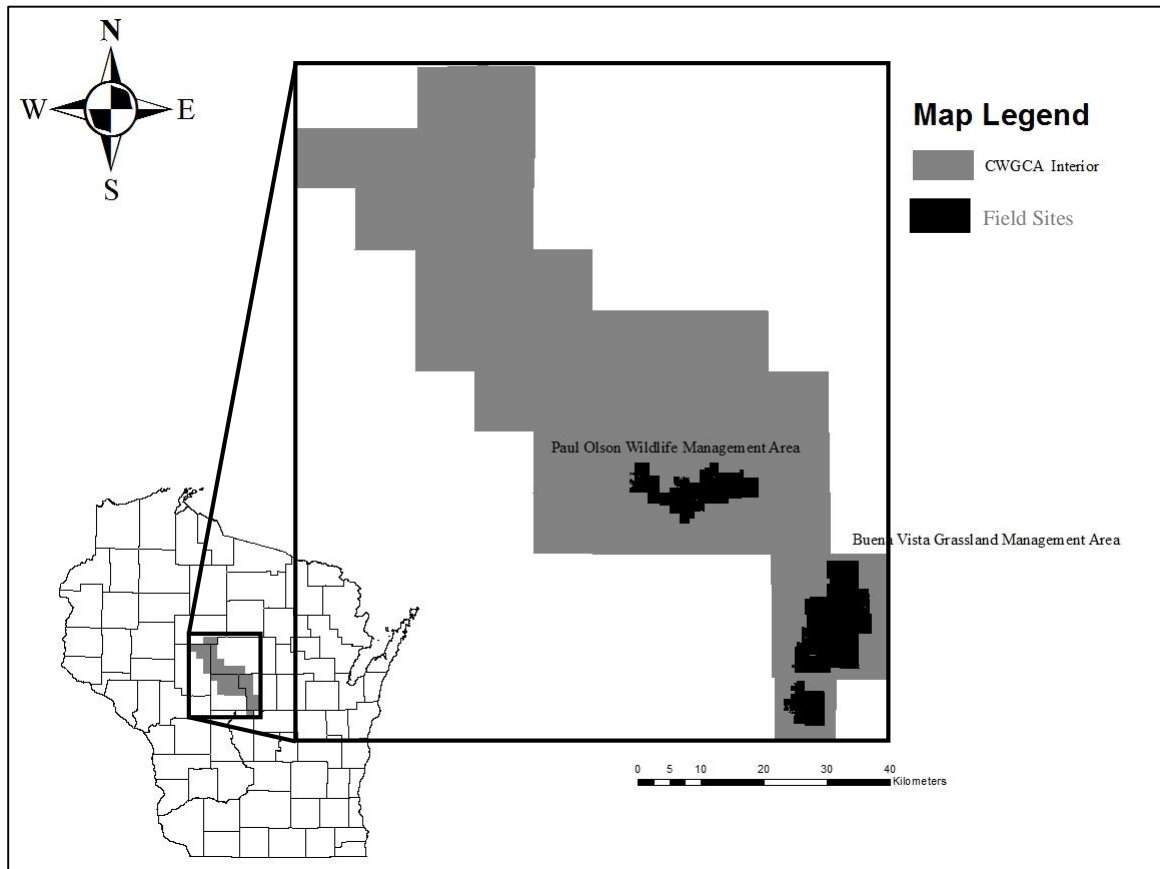 N
W E
S
Map Legend
CWGCA Interior
Field Sites
Paul Olson Wildlife Management Area
Buena Vista Grassland Management Area
0 5 10 20 30 40
Kilometers